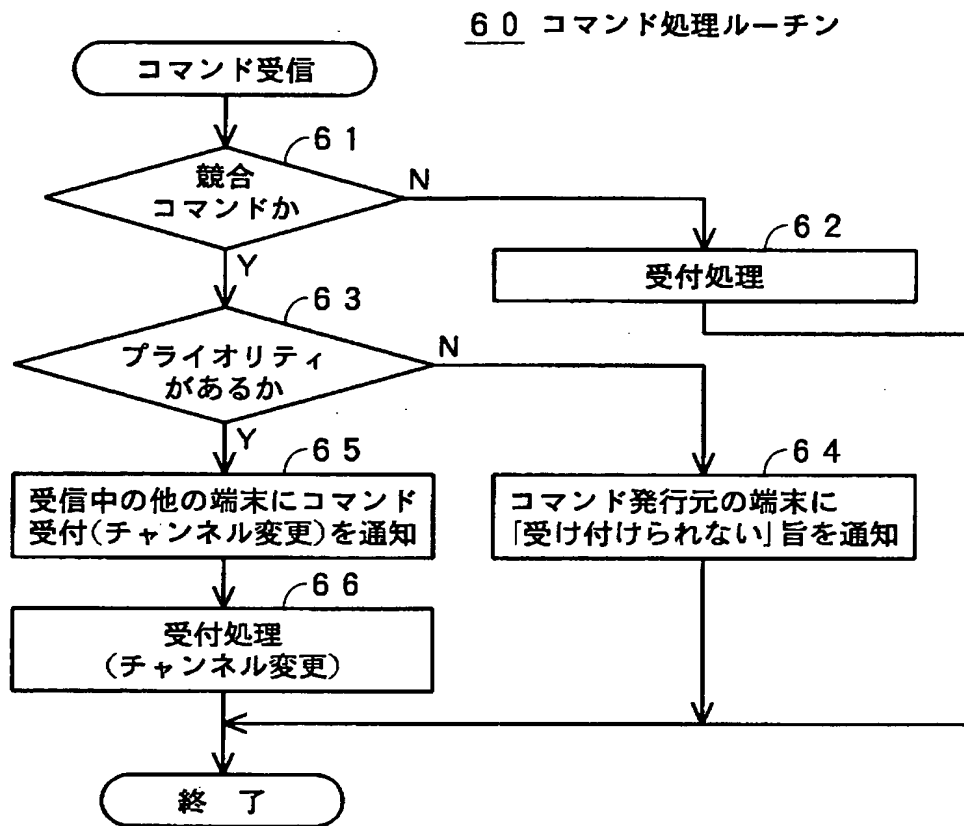 ６０ コマンド処理ルーチン
コマンド受信
６１
競合
コマンドか
N
Y
６２
受付処理
６３
プライオリティ
があるか
N
Y
６５
受信中の他の端末にコマンド
受付(チャンネル変更)を通知
６４
コマンド発行元の端末に
｢受け付けられない｣旨を通知
６６
受付処理
(チャンネル変更)
終 了